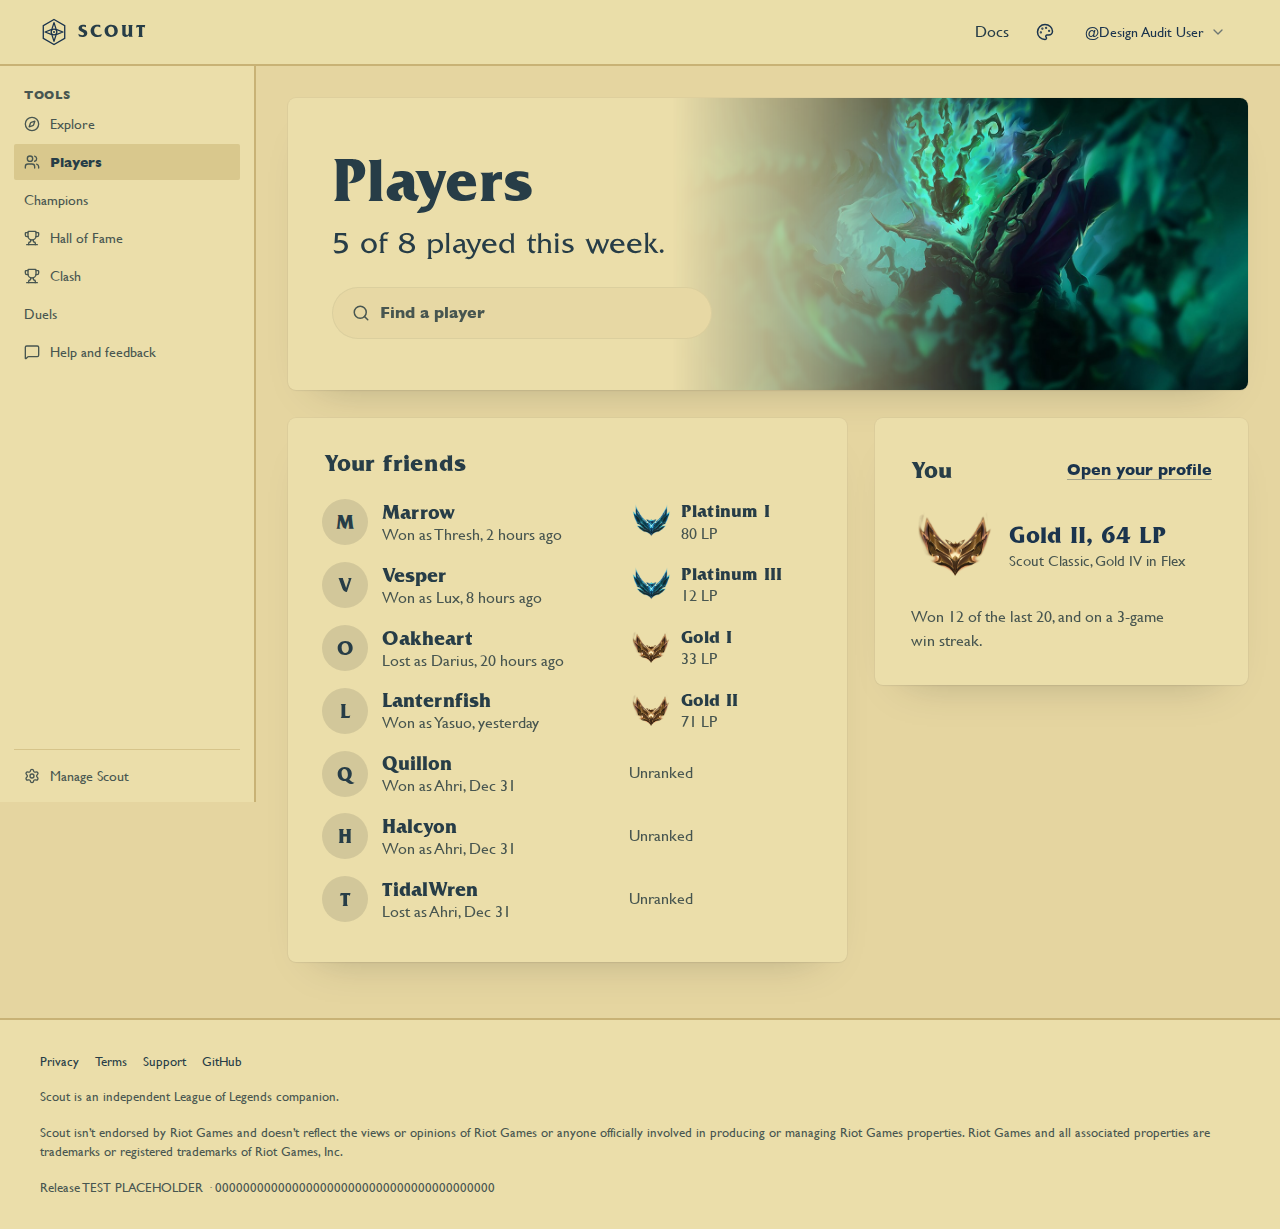 SCOUT
Docs
@Design Audit User
TOOLS
Explore
Players
Champions
Hall of Fame
Clash
Duels
Help and feedback
Manage Scout
Players
5 of 8 played this week.
Find a player
Your friends
M
Marrow
Won as Thresh, 2 hours ago
Platinum I
80 LP
V
Vesper
Won as Lux, 8 hours ago
Platinum III
12 LP
O
Oakheart
Lost as Darius, 20 hours ago
Gold I
33 LP
L
Lanternfish
Won as Yasuo, yesterday
Gold II
71 LP
Q
Quillon
Won as Ahri, Dec 31
Unranked
H
Halcyon
Won as Ahri, Dec 31
Unranked
T
TidalWren
Lost as Ahri, Dec 31
Unranked
You
Open your profile
Gold II, 64 LP
Scout Classic, Gold IV in Flex
Won 12 of the last 20, and on a 3-game
win streak.
Privacy Terms Support GitHub
Scout is an independent League of Legends companion.
Scout isn't endorsed by Riot Games and doesn't reflect the views or opinions of Riot Games or anyone officially involved in producing or managing Riot Games properties. Riot Games and all associated properties are
trademarks or registered trademarks of Riot Games, Inc.
Release TEST PLACEHOLDER · 0000000000000000000000000000000000000000